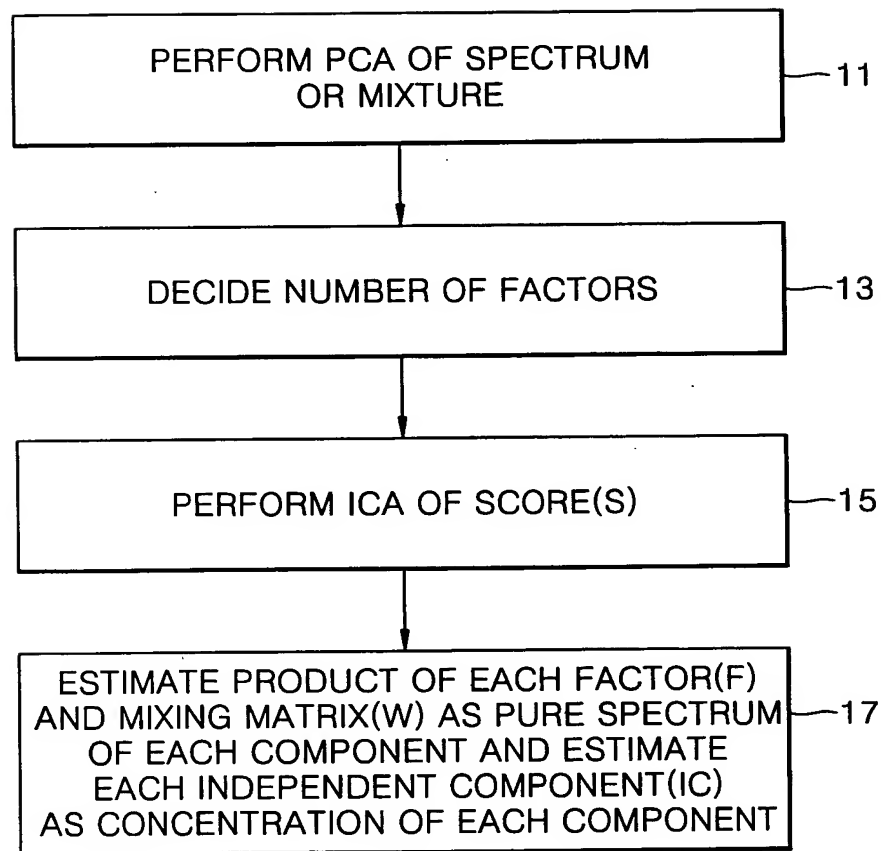 PERFORM PCA OF SPECTRUM
OR MIXTURE
11
DECIDE NUMBER OF FACTORS
13
PERFORM ICA OF SCORE(S)
15
ESTIMATE PRODUCT OF EACH FACTOR(F)
AND MIXING MATRIX(W) AS PURE SPECTRUM
OF EACH COMPONENT AND ESTIMATE
EACH INDEPENDENT COMPONENT(IC)
AS CONCENTRATION OF EACH COMPONENT
17